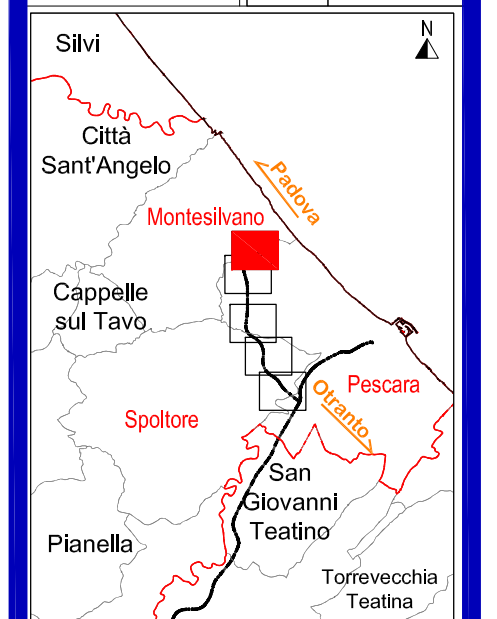 N
Silvi
Città
Sant'Angelo
Padova
Montesilvano
Cappelle
sul Tavo
Pescara
Otranto
Spoltore
San
Giovanni
Teatino
Pianella
Torrevecchia
Teatina